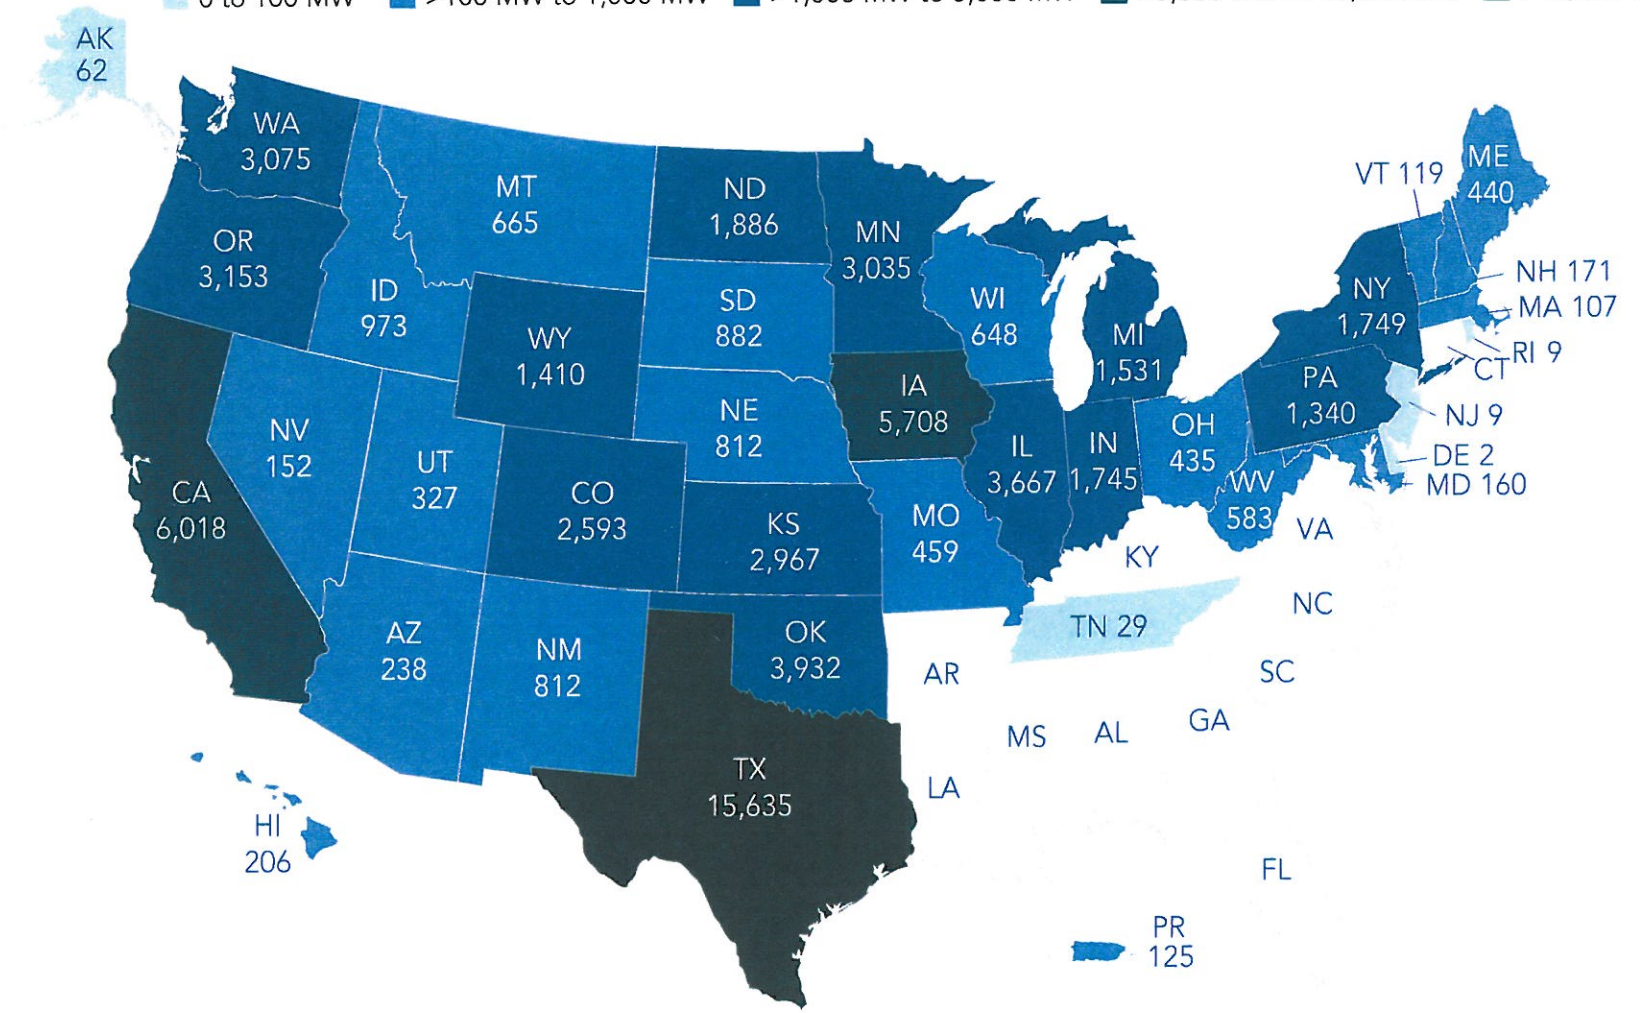 AK
62
WA
3,075
OR
3,153
CA
6,018
NV
152
ID
973
MT
665
WY
1,410
UT
327
AZ
238
CO
2,593
NM
812
ND
1,886
SD
882
NE
812
KS
2,967
OK
3,932
TX
15,635
MN
3,035
IA
5,708
MO
459
WI
648
IL
3,667
MI
1,531
IN
1,745
OH
435
WV
583
PA
1,340
NY
1,749
VT 119
ME
440
NH 171
MA 107
RI 9
CT
NJ 9
DE 2
MD 160
VA
KY
NC
TN 29
SC
AR
GA
MS
AL
LA
FL
HI
206
PR
125